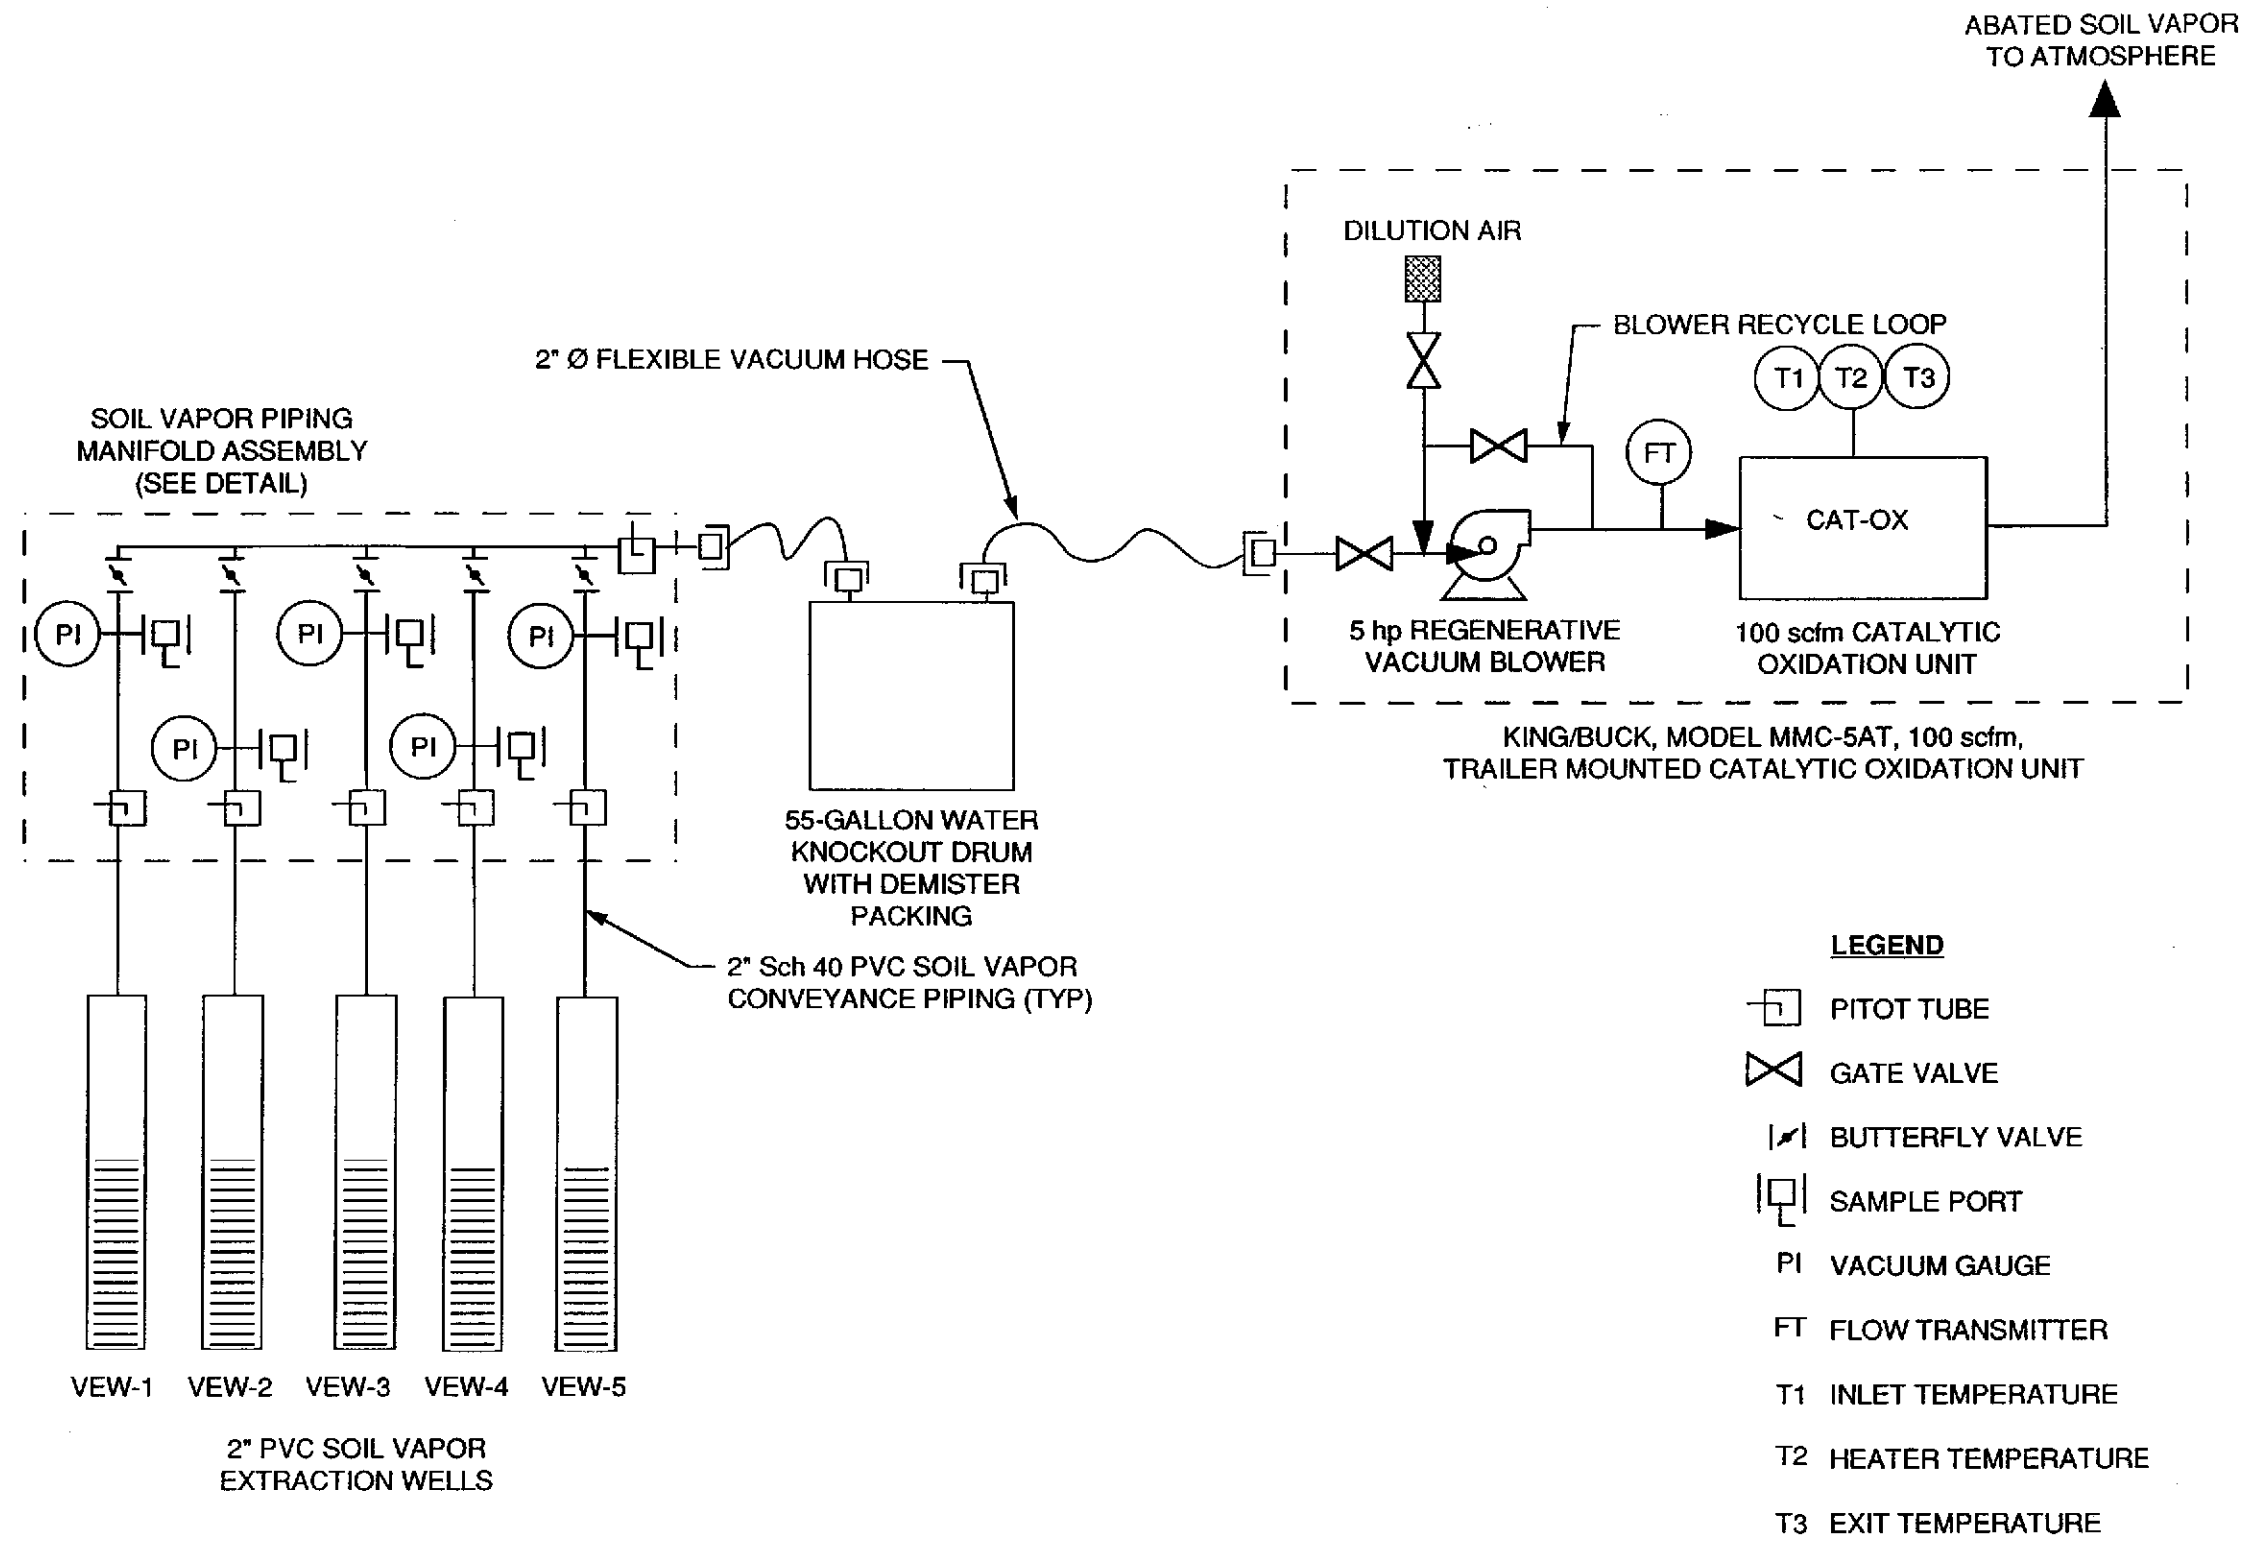 ABATED SOIL VAPOR
TO ATMOSPHERE
DILUTION AIR
BLOWER RECYCLE LOOP
T1 T2 T3
2" Ø FLEXIBLE VACUUM HOSE
SOIL VAPOR PIPING
MANIFOLD ASSEMBLY
(SEE DETAIL)
FT
CAT-OX
PI
PI
PI
PI
PI
5 hp REGENERATIVE
VACUUM BLOWER
100 scfm CATALYTIC
OXIDATION UNIT
KING/BUCK, MODEL MMC-5AT, 100 scfm,
TRAILER MOUNTED CATALYTIC OXIDATION UNIT
55-GALLON WATER
KNOCKOUT DRUM
WITH DEMISTER
PACKING
2" Sch 40 PVC SOIL VAPOR
CONVEYANCE PIPING (TYP)
VEW-1 VEW-2 VEW-3 VEW-4 VEW-5
2" PVC SOIL VAPOR
EXTRACTION WELLS
LEGEND
PITOT TUBE
GATE VALVE
BUTTERFLY VALVE
SAMPLE PORT
PI VACUUM GAUGE
FT FLOW TRANSMITTER
T1 INLET TEMPERATURE
T2 HEATER TEMPERATURE
T3 EXIT TEMPERATURE